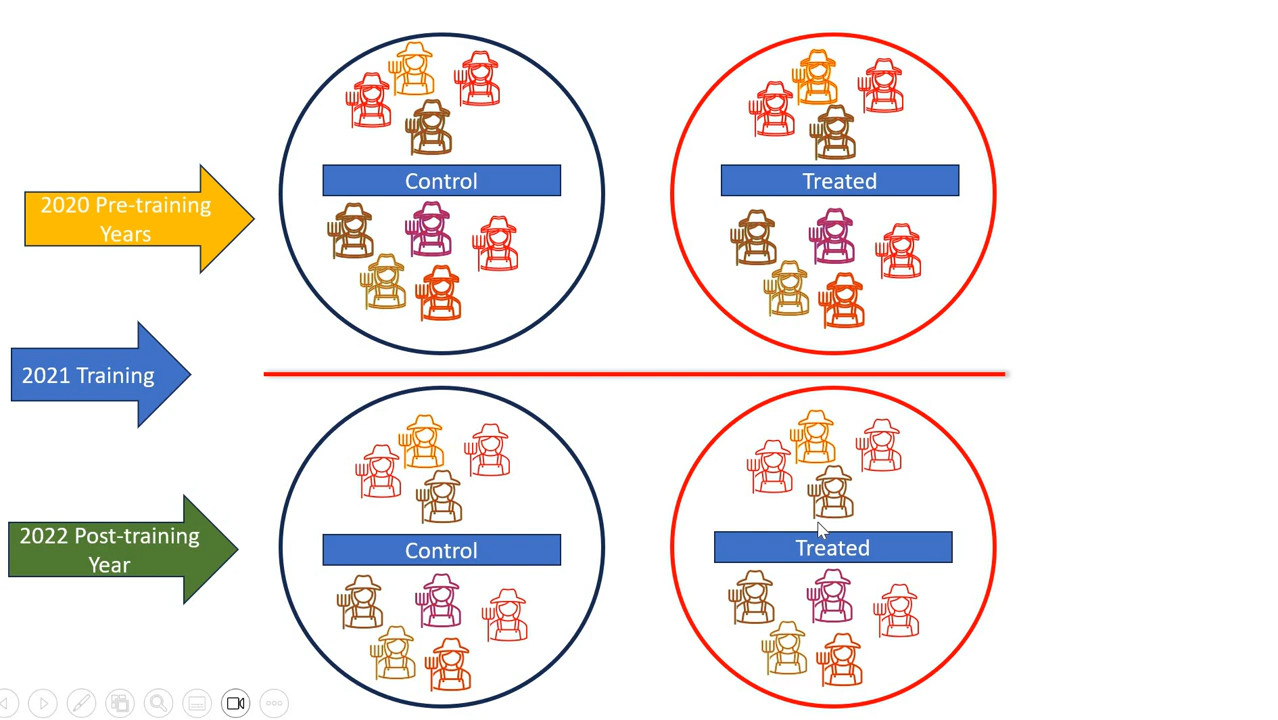 Control
Treated
2020 Pre-training
Years
2021 Training
2022 Post-training
Year
Control
Treated